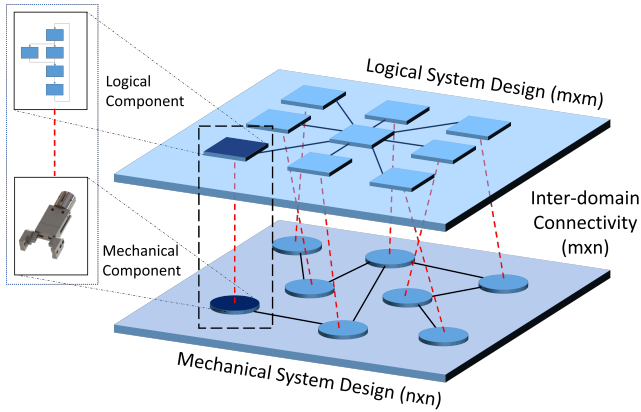 Logical System Design (mxm)
Logical
Component
Inter-domain
Connectivity
(mxn)
Mechanical
Component
Mechanical System Design (nxn)